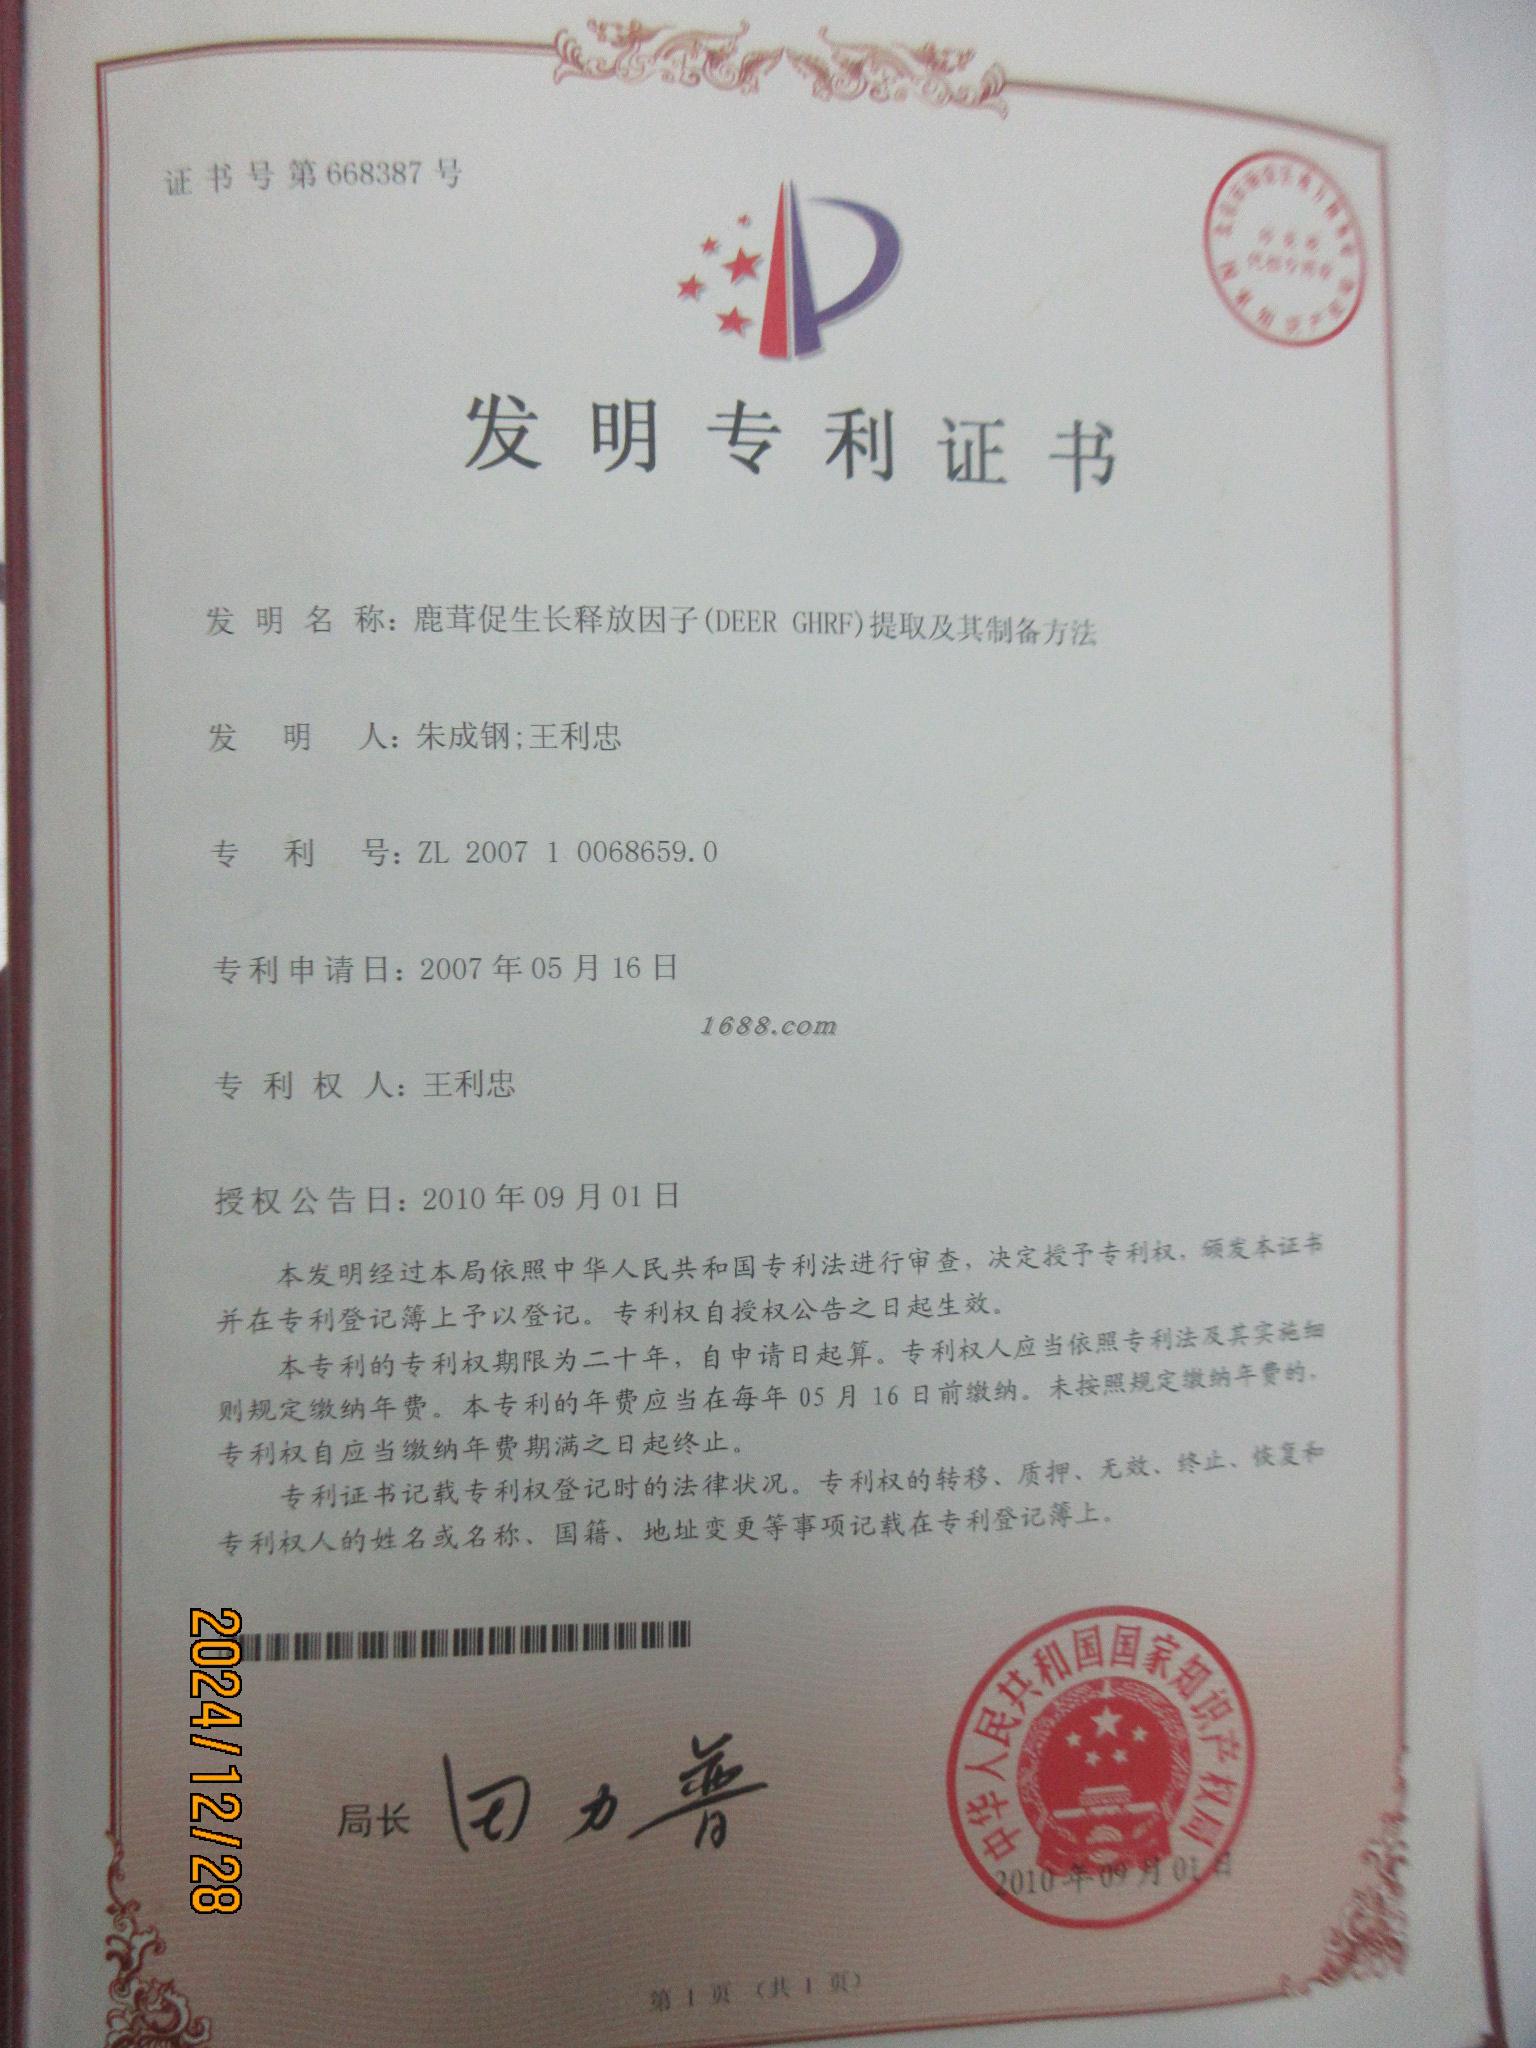 证书号第668387号
发明专利证书
发明名称：鹿茸促生长释放因子(DEER GHRF)提取及其制备方法
发明人：朱成钢;王利忠
专利号：ZL 2007 1 0068659.0
专利申请日：2007年05月16日
1688.com
专利权人：王利忠
授权公告日：2010年09月01日
本发明经过本局依照中华人民共和国专利法进行审查，决定授予专利权，颁发本证书
并在专利登记簿上予以登记。专利权自授权公告之日起生效。
本专利的专利权期限为二十年，自申请日起算。专利权人应当依照专利法及其实施细
则规定缴纳年费。本专利的年费应当在每年05月16日前缴纳。未按照规定缴纳年费的，
专利权自应当缴纳年费期满之日起终止。
专利证书记载专利权登记时的法律状况。专利权的转移、质押、无效、终止、恢复和
专利权人的姓名或名称、国籍、地址变更等事项记载在专利登记簿上。
2024/12/28
局长 田力普
中华人民共和国国家知识产权局
2010年09月01日
第1页（共1页）